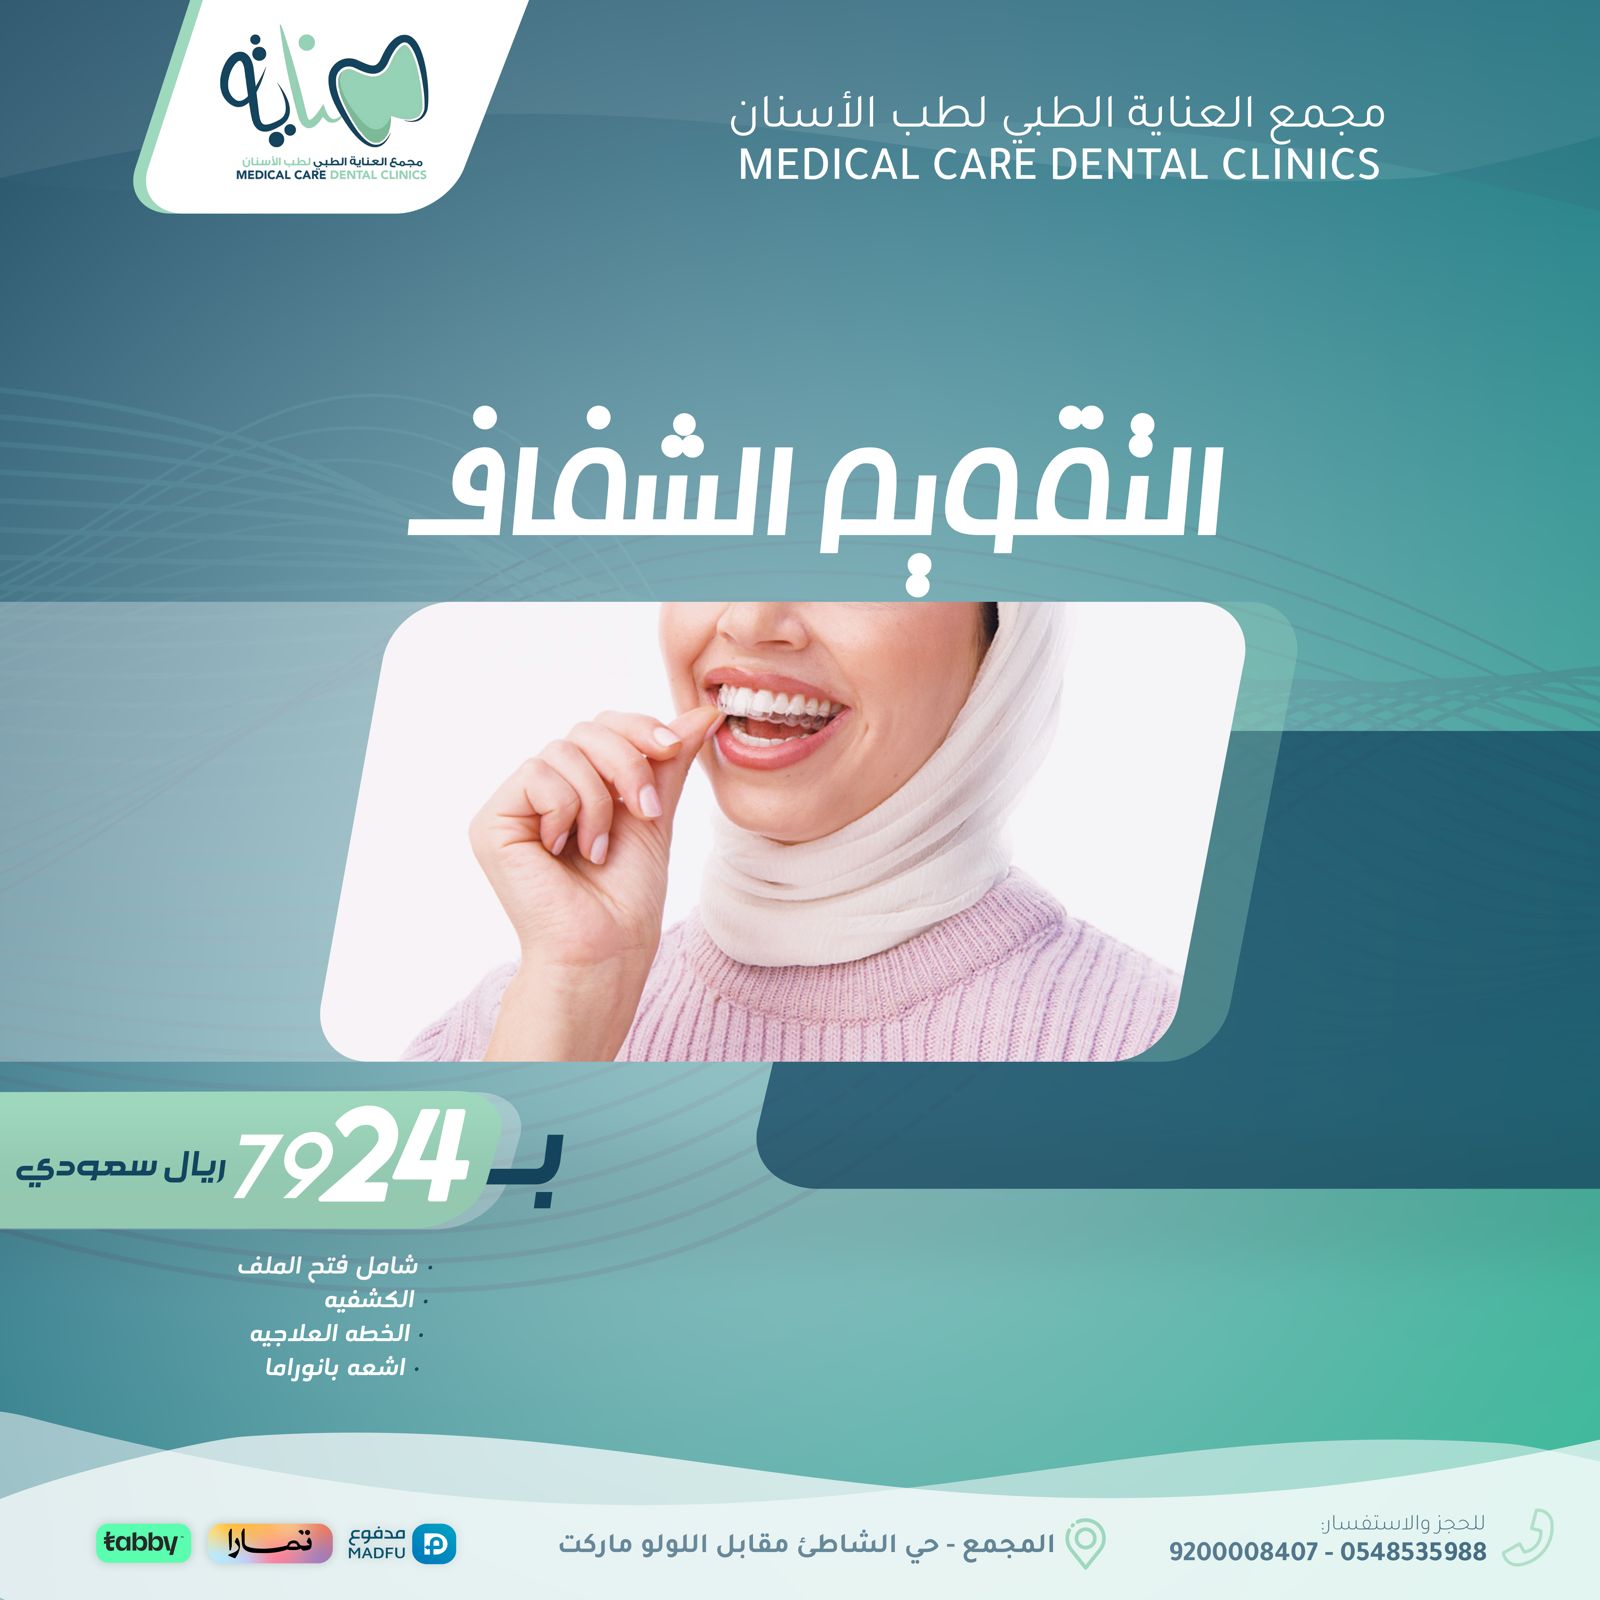 عناية
مجمع العناية الطبي لطب الأسنان
MEDICAL CARE DENTAL CLINICS
مجمع العناية الطبي لطب الأسنان
MEDICAL CARE DENTAL CLINICS
التقويم الشفاف
بـ 7924 ريال سعودي
· شامل فتح الملف
· الكشفيه
· الخطه العلاجيه
· اشعه بانوراما
للحجز والاستفسار:
9200008407 - 0548535988
المجمع - حي الشاطئ مقابل اللولو ماركت
مدفوع
MADFU
تمارا
tabby